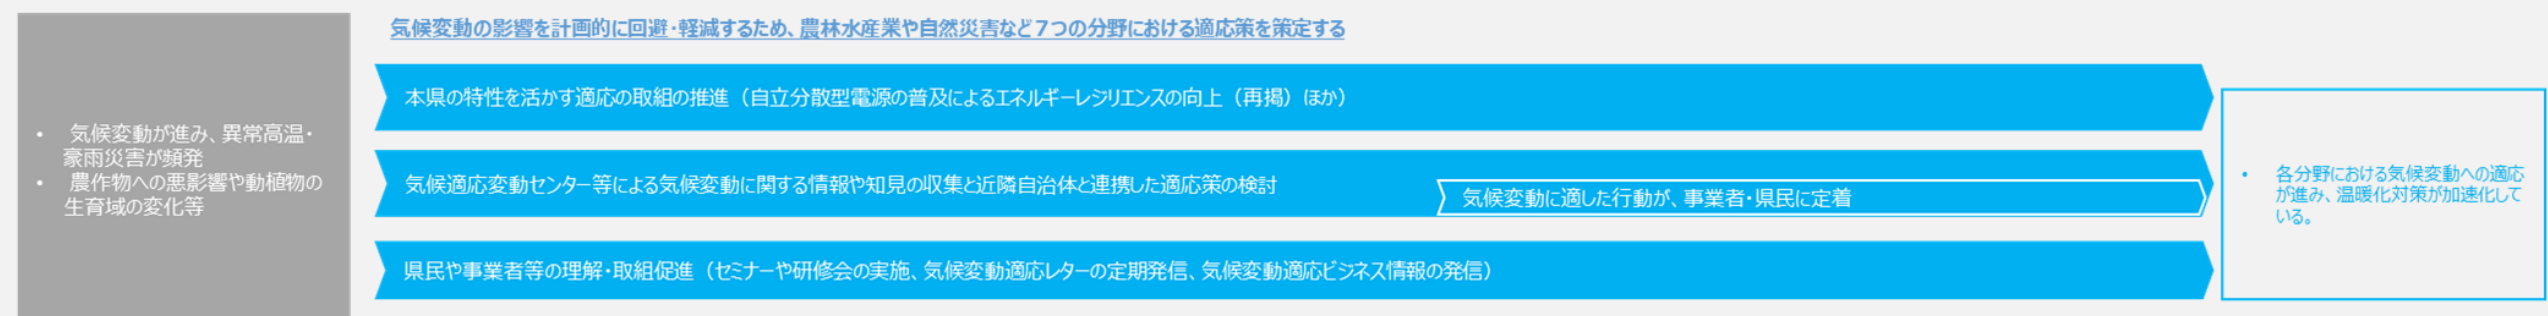 気候変動の影響を計画的に回避・軽減するため、農林水産業や自然災害など７つの分野における適応策を策定する
• 気候変動が進み、異常高温・
豪雨災害が頻発
• 農作物への悪影響や動植物の
生育域の変化等
本県の特性を活かす適応の取組の推進（自立分散型電源の普及によるエネルギーレジリエンスの向上（再掲）ほか）
気候適応変動センター等による気候変動に関する情報や知見の収集と近隣自治体と連携した適応策の検討
気候変動に適した行動が、事業者・県民に定着
県民や事業者等の理解・取組促進（セミナーや研修会の実施、気候変動適応レターの定期発信、気候変動適応ビジネス情報の発信）
• 各分野における気候変動への適応
が進み、温暖化対策が加速化して
いる。